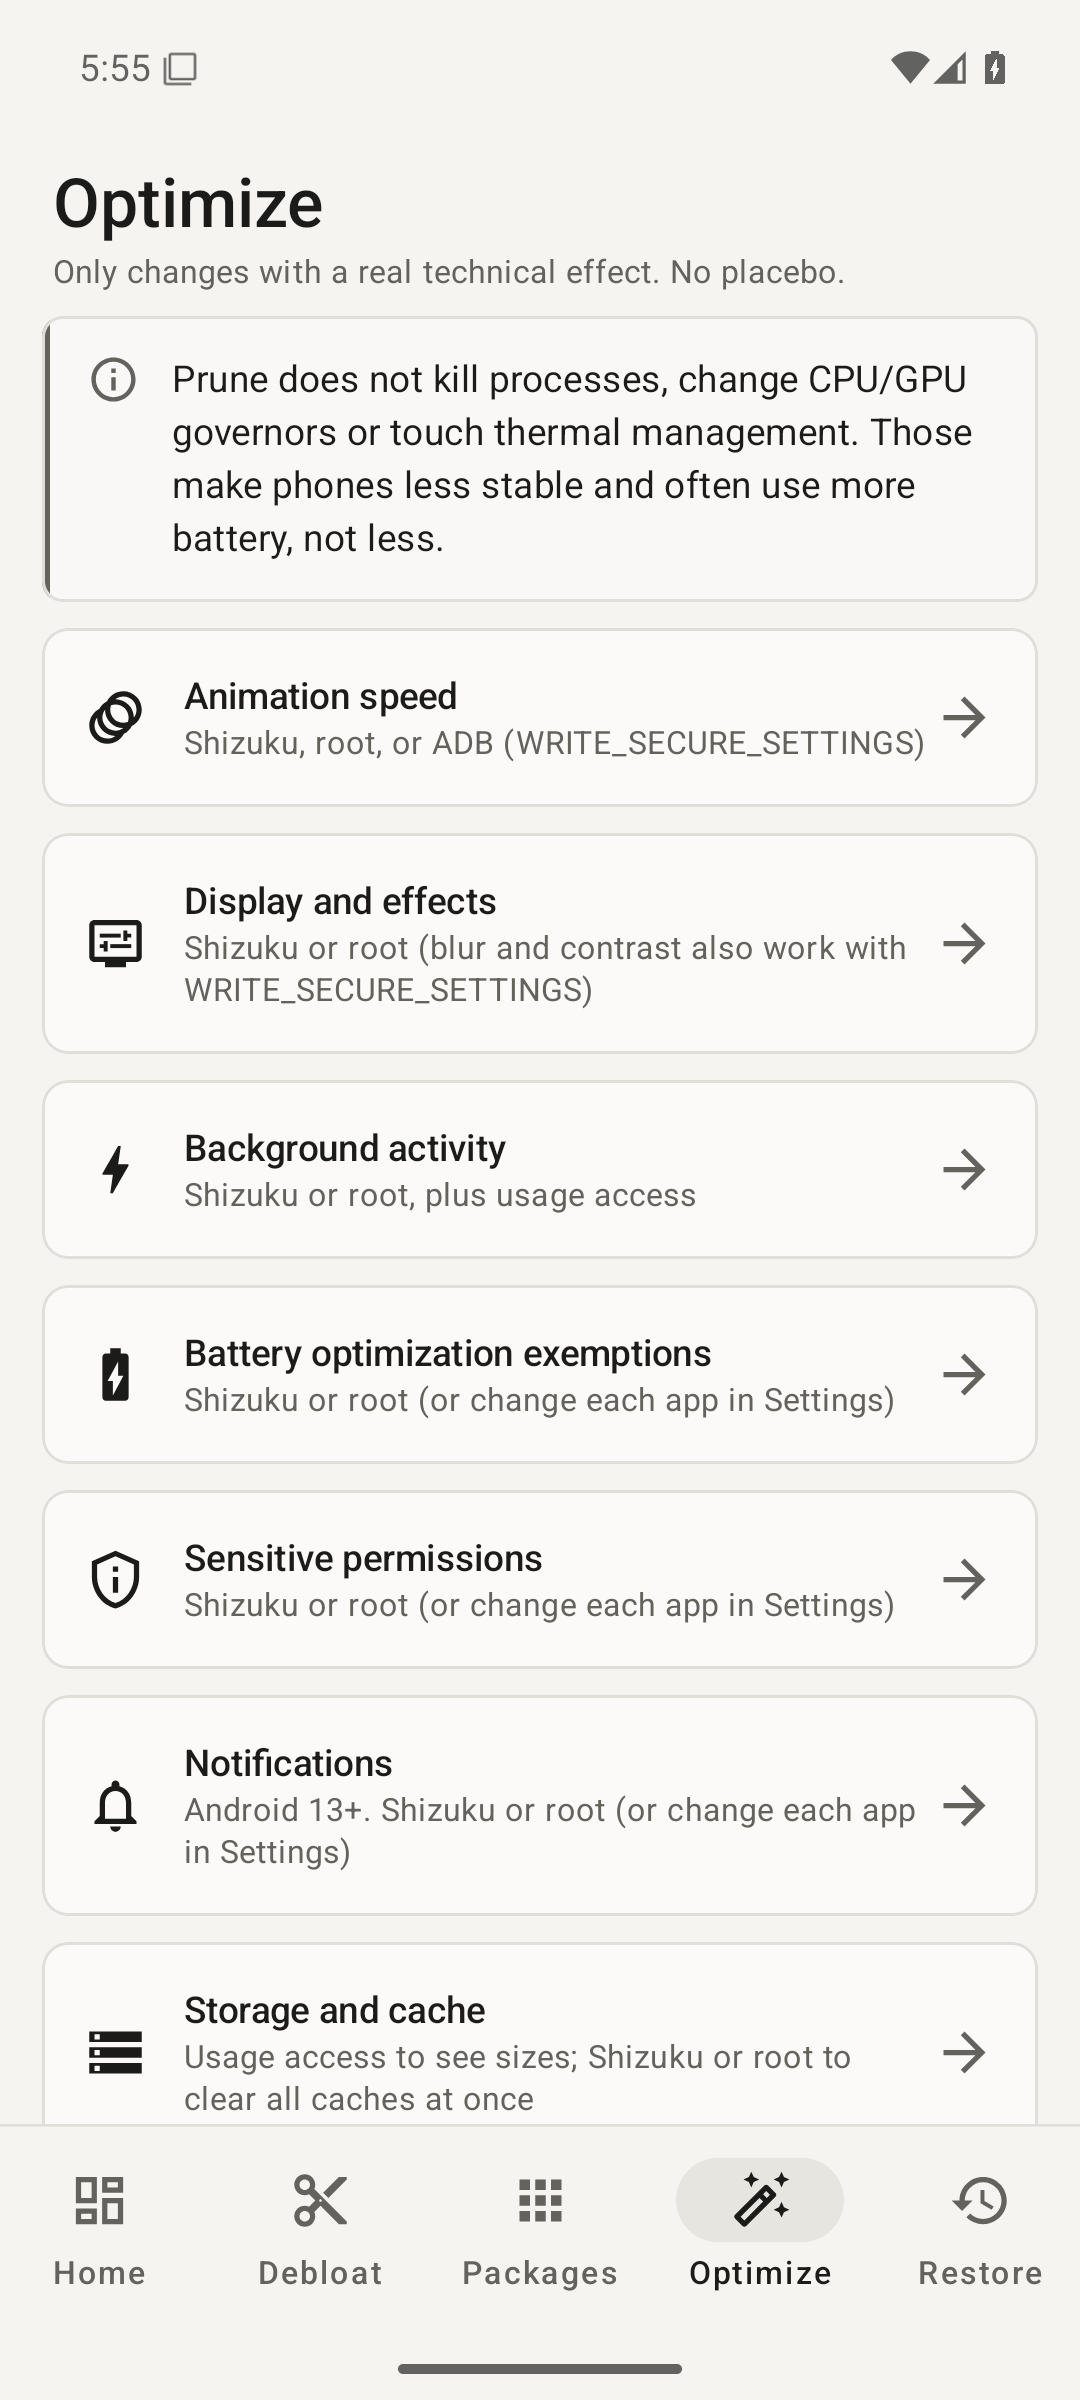 5:55
Optimize
Only changes with a real technical effect. No placebo.
Prune does not kill processes, change CPU/GPU
governors or touch thermal management. Those
make phones less stable and often use more
battery, not less.
Animation speed
Shizuku, root, or ADB (WRITE_SECURE_SETTINGS)
Display and effects
Shizuku or root (blur and contrast also work with
WRITE_SECURE_SETTINGS)
Background activity
Shizuku or root, plus usage access
Battery optimization exemptions
Shizuku or root (or change each app in Settings)
Sensitive permissions
Shizuku or root (or change each app in Settings)
Notifications
Android 13+. Shizuku or root (or change each app
in Settings)
Storage and cache
Usage access to see sizes; Shizuku or root to
clear all caches at once
Home
Debloat
Packages
Optimize
Restore